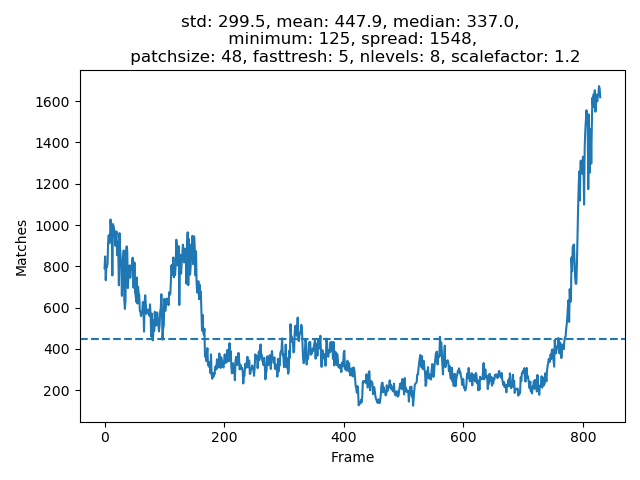 std: 299.5, mean: 447.9, median: 337.0,
minimum: 125, spread: 1548,
patchsize: 48, fasttresh: 5, nlevels: 8, scalefactor: 1.2
1600
1400
1200
1000
800
600
400
200
Matches
0 200 400 600 800
Frame